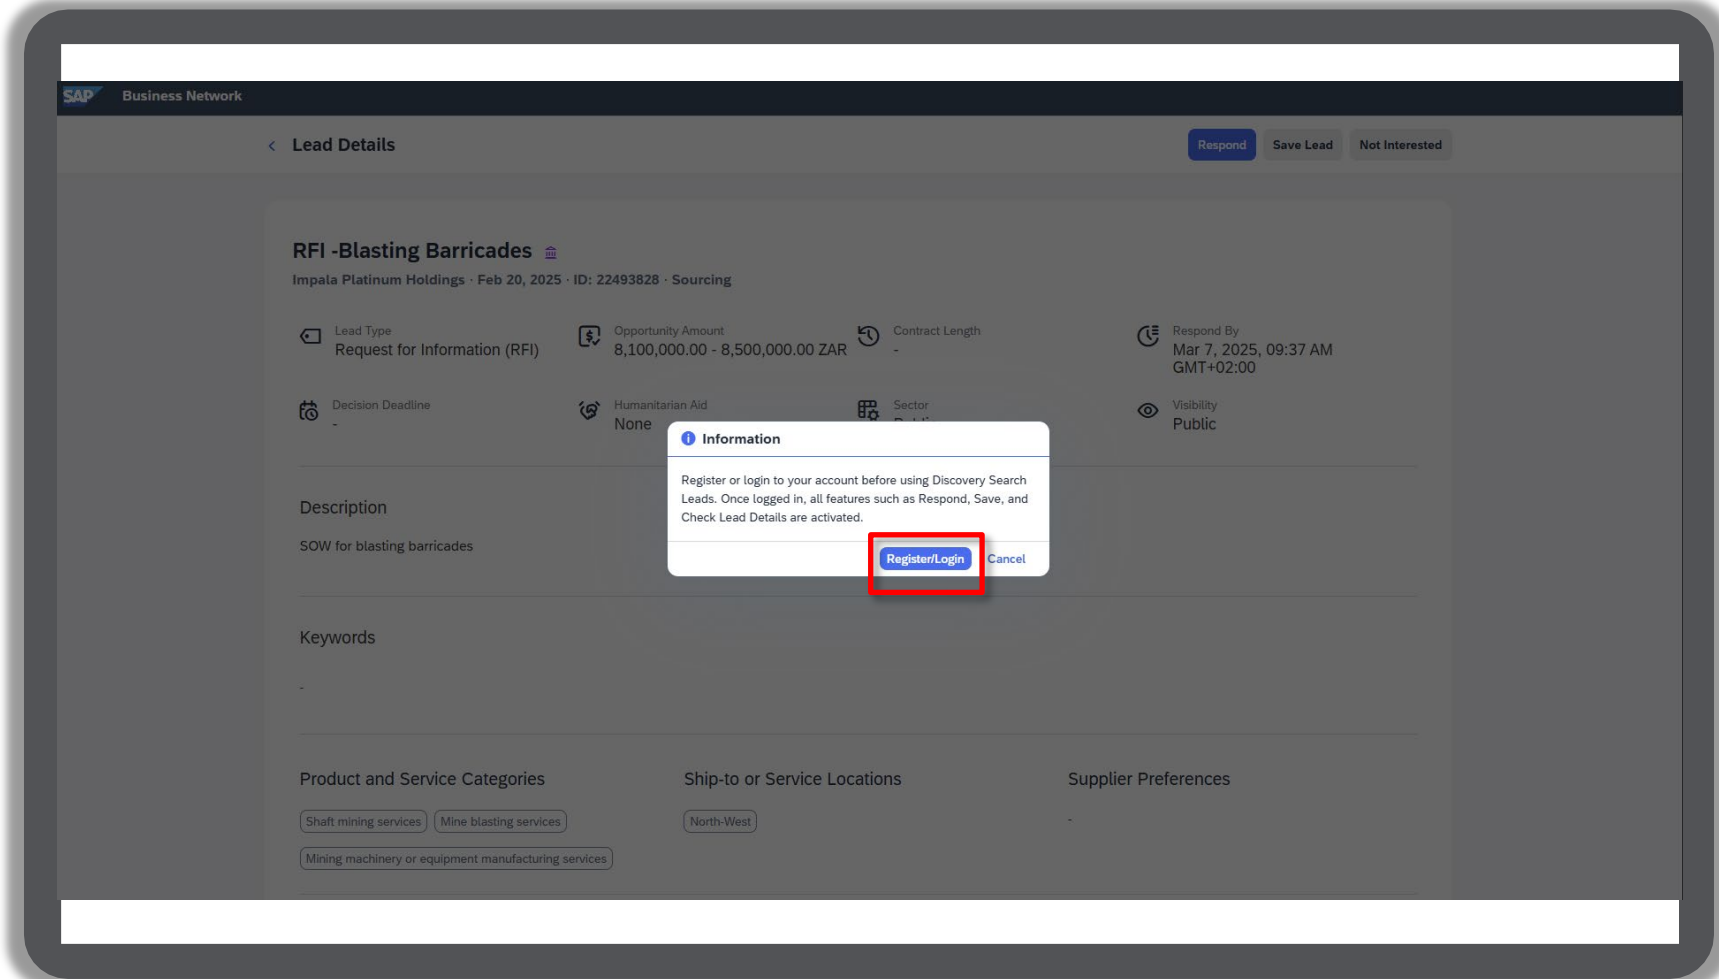 SAP Business Network
Lead Details
Respond Save Lead Not Interested
RFI -Blasting Barricades
Impala Platinum Holdings · Feb 20, 2025 · ID: 22493828 · Sourcing
Lead Type
Request for Information (RFI)
Opportunity Amount
8,100,000.00 - 8,500,000.00 ZAR
Contract Length
-
Respond By
Mar 7, 2025, 09:37 AM
GMT+02:00
Decision Deadline
-
Humanitarian Aid
None
Sector
Visibility
Public
Information
Register or login to your account before using Discovery Search
Leads. Once logged in, all features such as Respond, Save, and
Check Lead Details are activated.
Register/Login Cancel
Description
SOW for blasting barricades
Keywords
-
Product and Service Categories
Shaft mining services Mine blasting services
Mining machinery or equipment manufacturing services
Ship-to or Service Locations
North-West
Supplier Preferences
-